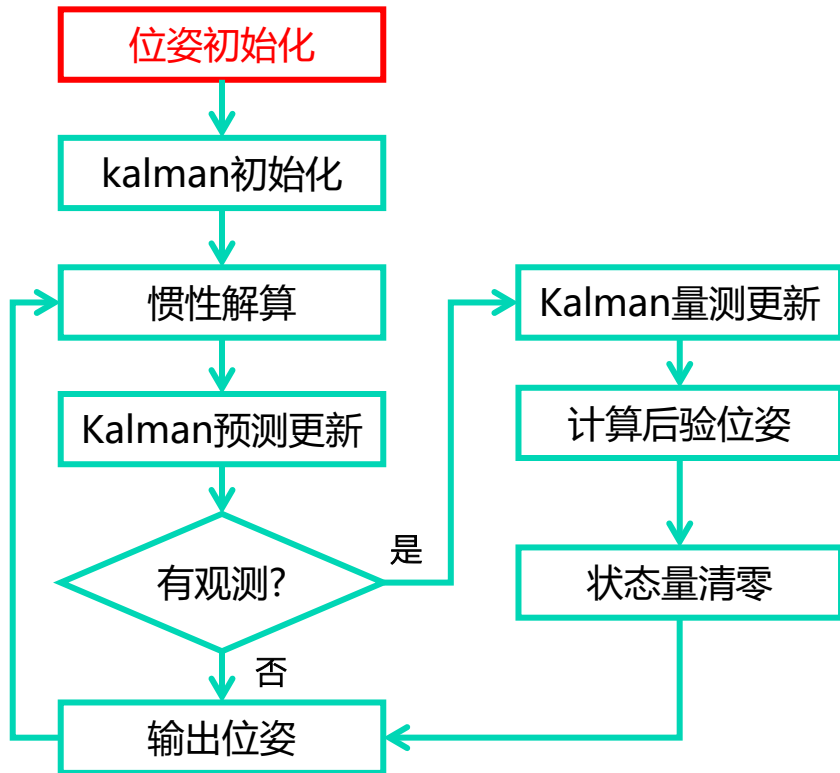 位姿初始化
kalman初始化
惯性解算
Kalman预测更新
有观测?
是
否
输出位姿
Kalman量测更新
计算后验位姿
状态量清零